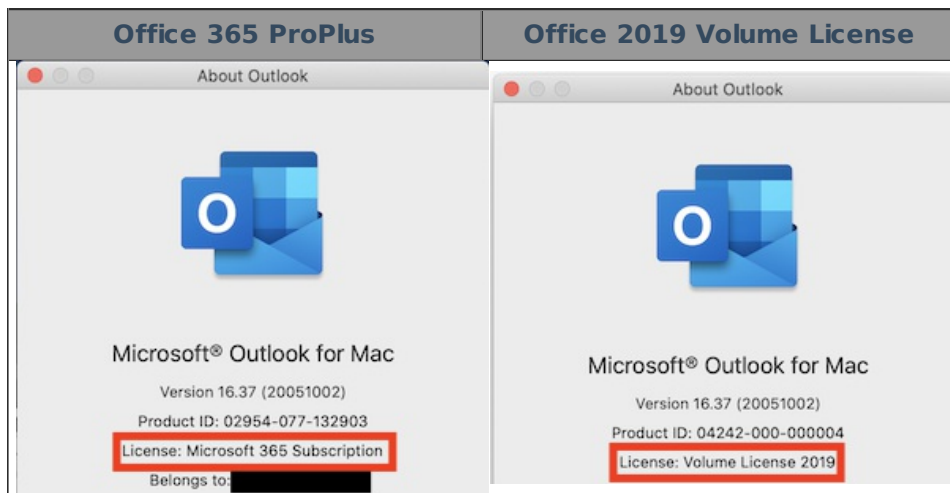 Office 365 ProPlus
Office 2019 Volume License
About Outlook
O
Microsoft® Outlook for Mac
Version 16.37 (20051002)
Product ID: 02954-077-132903
License: Microsoft 365 Subscription
Belongs to:
About Outlook
O
Microsoft® Outlook for Mac
Version 16.37 (20051002)
Product ID: 04242-000-000004
License: Volume License 2019